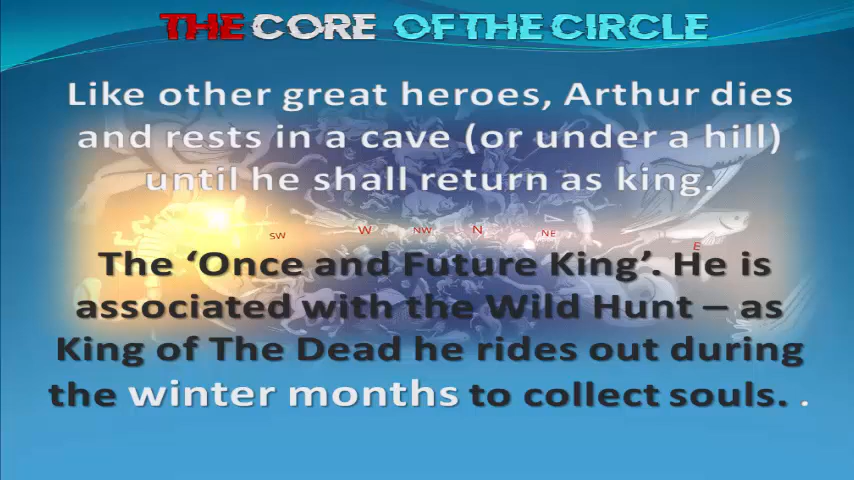 THE CORE OF THE CIRCLE
Like other great heroes, Arthur dies
and rests in a cave (or under a hill)
until he shall return as king.
SW W NW N NE E
The ‘Once and Future King’. He is
associated with the Wild Hunt – as
King of The Dead he rides out during
the winter months to collect souls. .